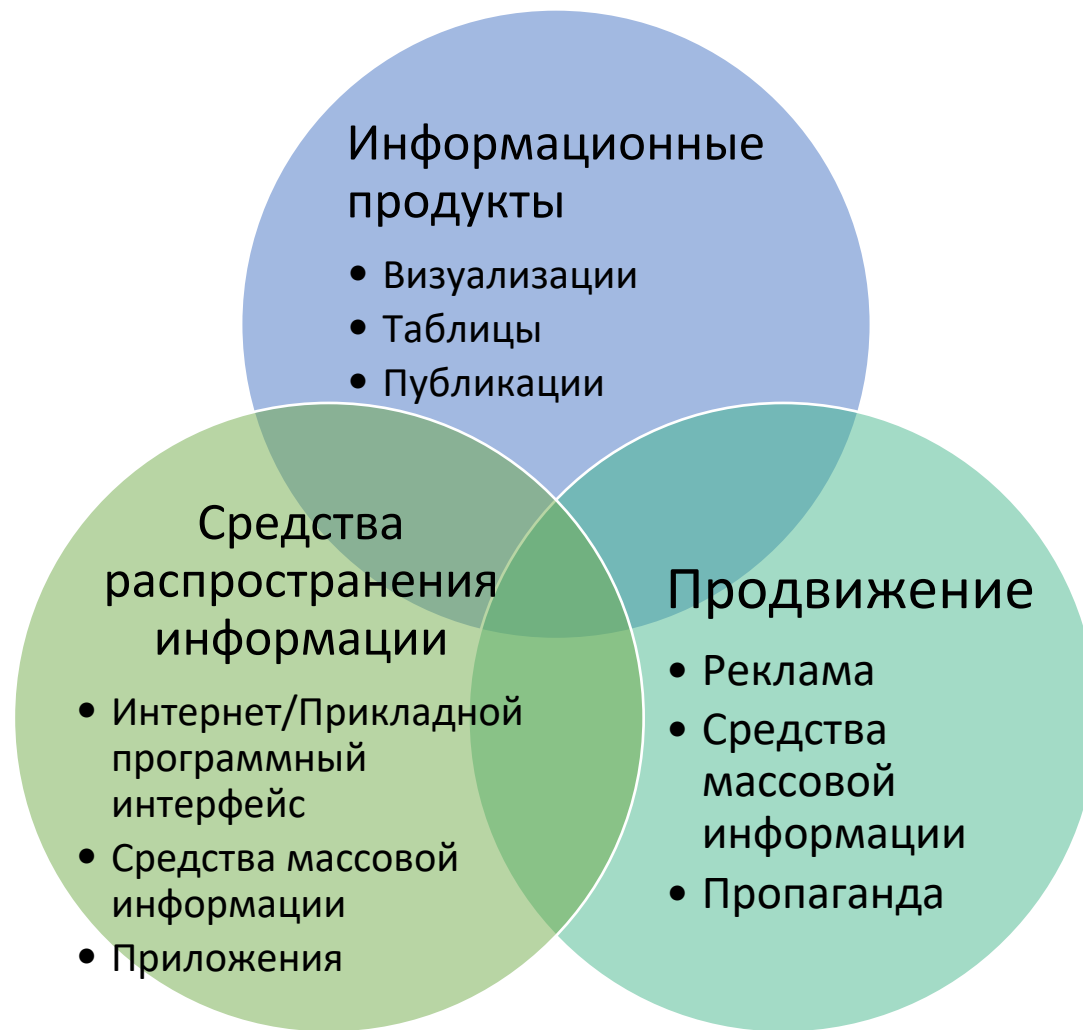 Информационные
продукты
• Визуализации
• Таблицы
• Публикации
Средства
распространения
информации
• Интернет/Прикладной
программный
интерфейс
• Средства массовой
информации
• Приложения
Продвижение
• Реклама
• Средства
массовой
информации
• Пропаганда